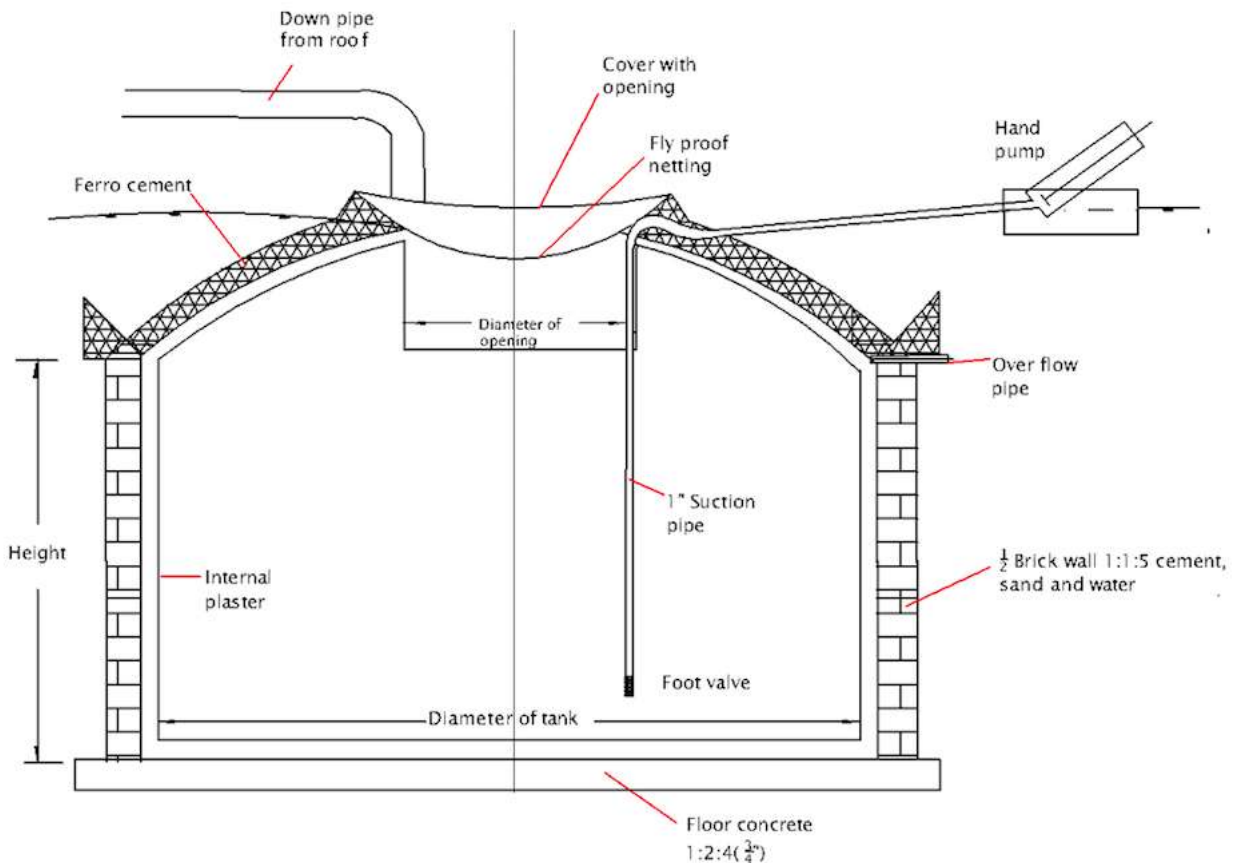 Down pipe
from roof
Cover with
opening
Hand
pump
Fly proof
netting
Ferro cement
Diameter of
opening
Over flow
pipe
1" Suction
pipe
Height
Internal
plaster
½ Brick wall 1:1:5 cement,
sand and water
Foot valve
Diameter of tank
Floor concrete
1:2:4(¾")